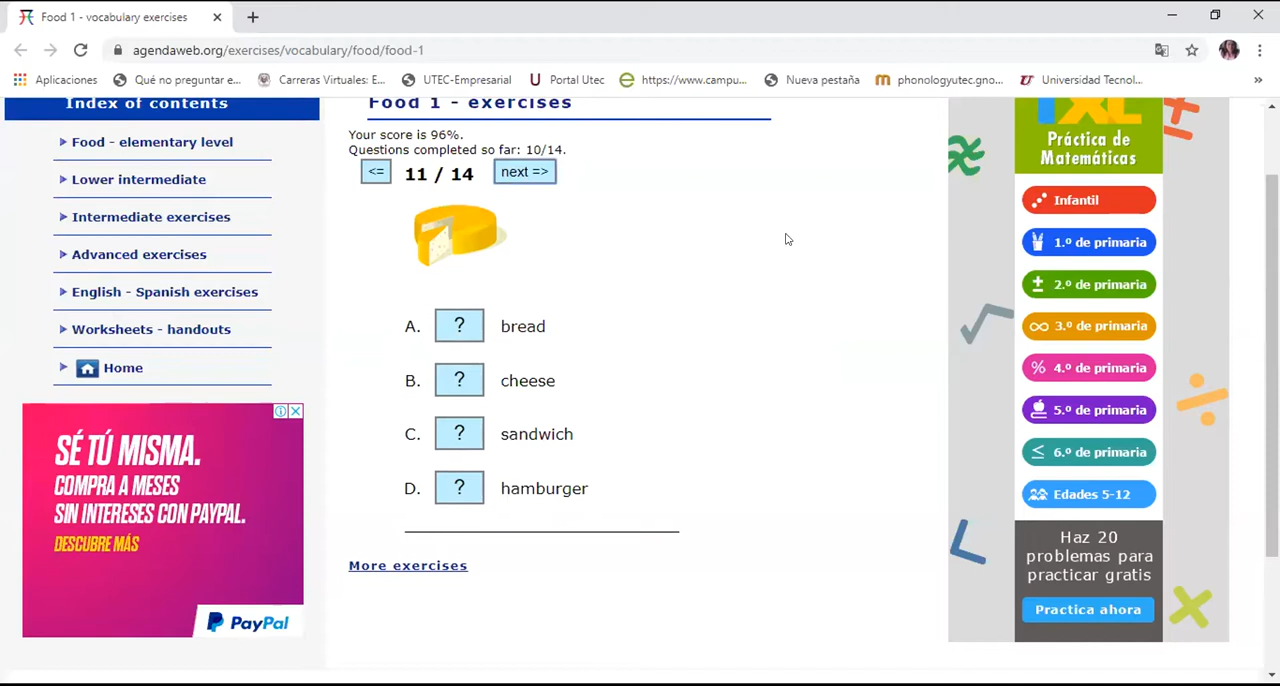 Food 1 - vocabulary exercises
agendaweb.org/exercises/vocabulary/food/food-1
Aplicaciones
Qué no preguntar e...
Carreras Virtuales: E...
UTEC-Empresarial
Portal Utec
https://www.campu...
Nueva pestaña
phonologyutec.gno...
Universidad Tecnol...
»
Index of contents
Food - elementary level
Lower intermediate
Intermediate exercises
Advanced exercises
English - Spanish exercises
Worksheets - handouts
Home
SÉ TÚ MISMA.
COMPRA A MESES
SIN INTERESES CON PAYPAL.
DESCUBRE MÁS
PayPal
Food 1 - exercises
Your score is 96%.
Questions completed so far: 10/14.
<= 11 / 14 next =>
A. ? bread
B. ? cheese
C. ? sandwich
D. ? hamburger
More exercises
IXL
Práctica de
Matemáticas
Infantil
1.º de primaria
2.º de primaria
3.º de primaria
4.º de primaria
5.º de primaria
6.º de primaria
Edades 5-12
Haz 20
problemas para
practicar gratis
Practica ahora